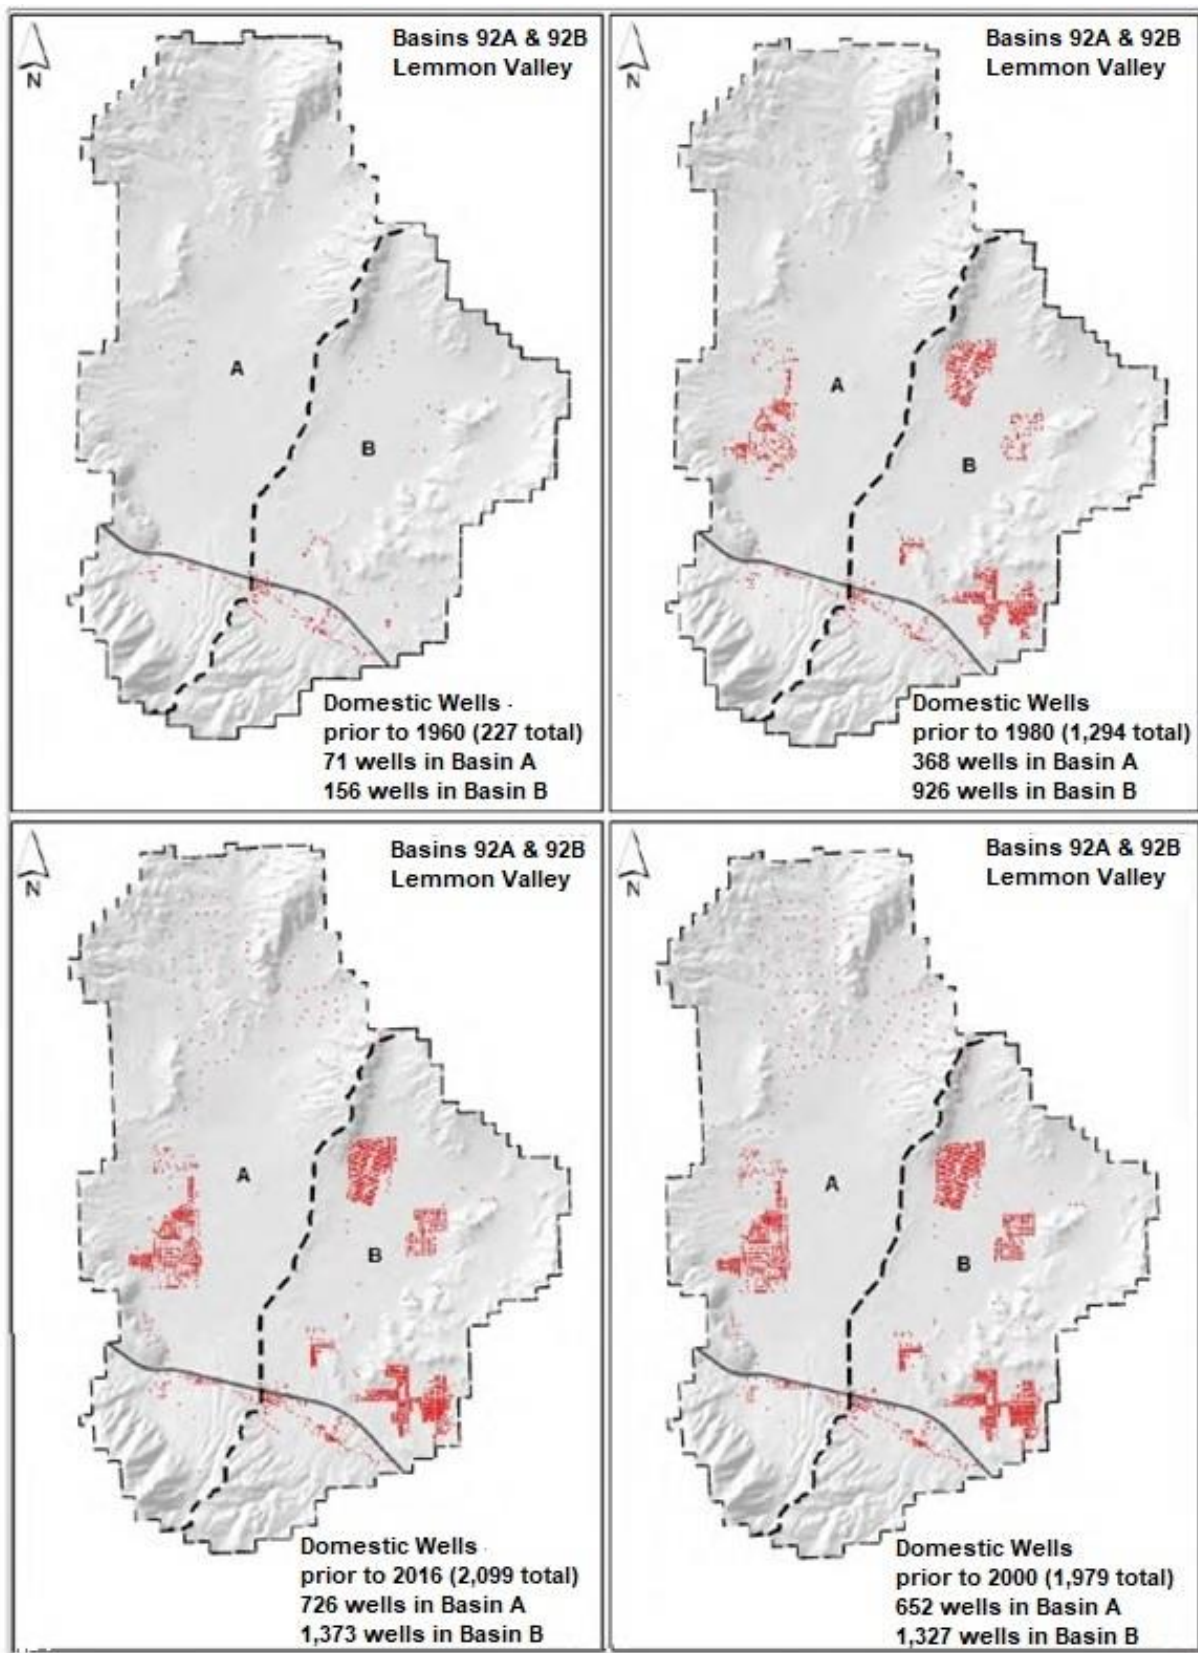 N
Basins 92A & 92B
Lemmon Valley
A
B
Domestic Wells
prior to 1960 (227 total)
71 wells in Basin A
156 wells in Basin B
N
Basins 92A & 92B
Lemmon Valley
A
B
Domestic Wells
prior to 1980 (1,294 total)
368 wells in Basin A
926 wells in Basin B
N
Basins 92A & 92B
Lemmon Valley
A
B
Domestic Wells
prior to 2016 (2,099 total)
726 wells in Basin A
1,373 wells in Basin B
N
Basins 92A & 92B
Lemmon Valley
A
B
Domestic Wells
prior to 2000 (1,979 total)
652 wells in Basin A
1,327 wells in Basin B